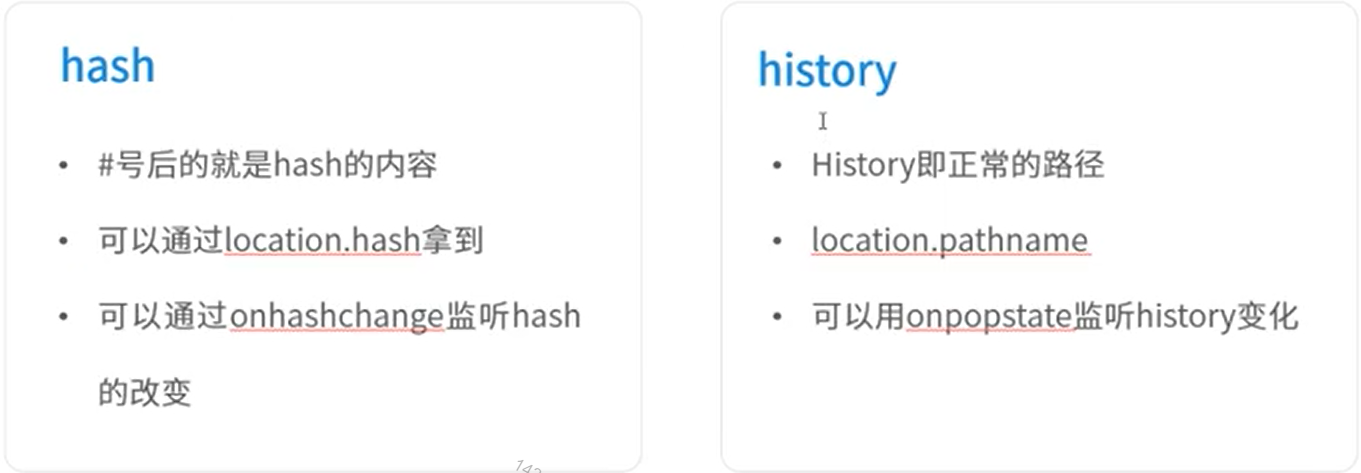 hash
• #号后的就是hash的内容
• 可以通过location.hash拿到
• 可以通过onhashchange监听hash
的改变
history
• History即正常的路径
• location.pathname
• 可以用onpopstate监听history变化